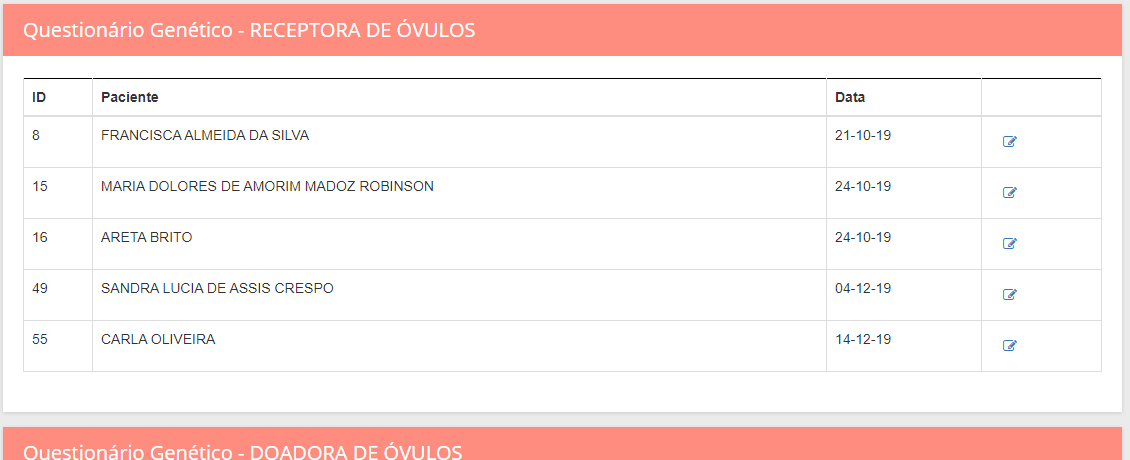 Questionário Genético - RECEPTORA DE ÓVULOS
ID Paciente Data
8 FRANCISCA ALMEIDA DA SILVA 21-10-19
15 MARIA DOLORES DE AMORIM MADOZ ROBINSON 24-10-19
16 ARETA BRITO 24-10-19
49 SANDRA LUCIA DE ASSIS CRESPO 04-12-19
55 CARLA OLIVEIRA 14-12-19
Questionário Genético - DOADORA DE ÓVULOS